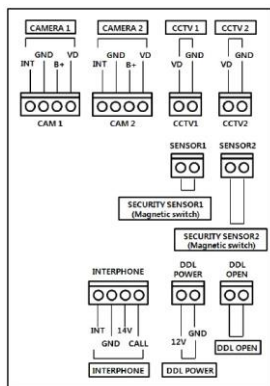 CAMERA 1 CAMERA 2 CCTV 1 CCTV 2
GND VD GND VD GND GND
INT B+ INT B+ VD VD
CAM 1 CAM 2 CCTV1 CCTV2
SENSOR1 SENSOR2
SECURITY SENSOR1
(Magnetic switch)
SECURITY SENSOR2
(Magnetic switch)
INTERPHONE DDL POWER DDL OPEN
INT 14V GND
GND CALL 12V
DDL OPEN
INTERPHONE DDL POWER